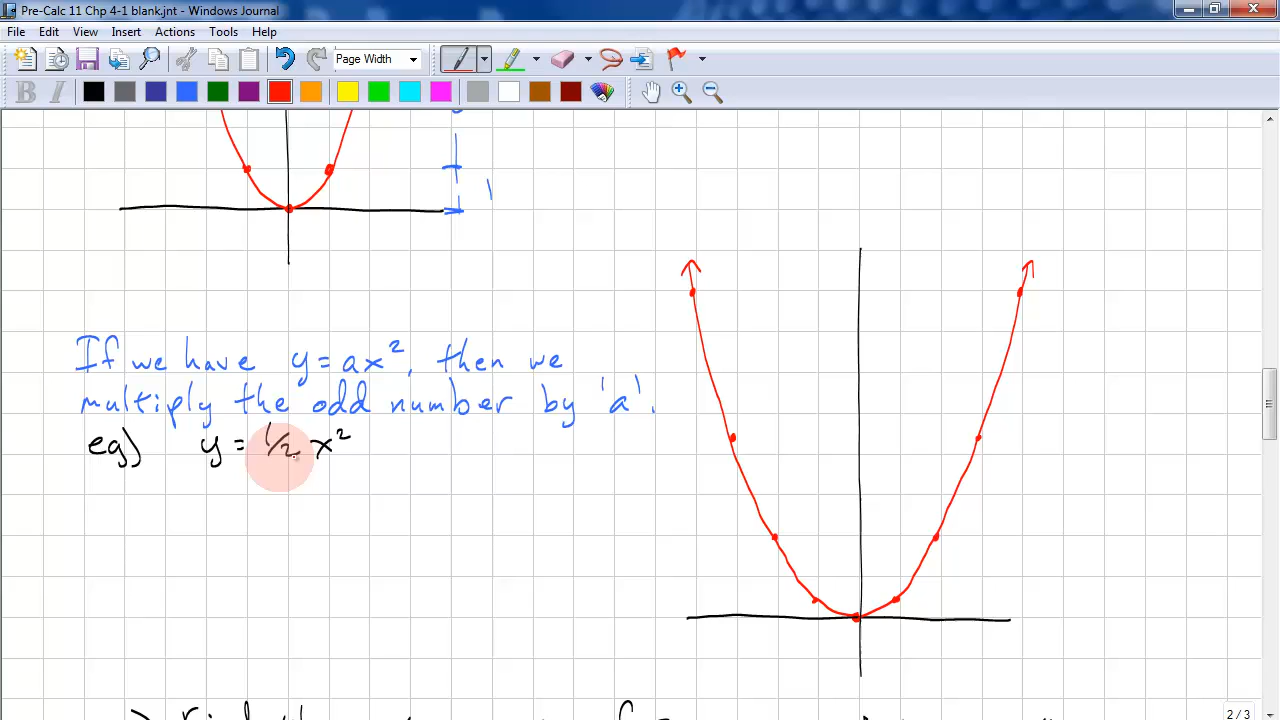 Pre-Calc 11 Chp 4-1 blank.jnt - Windows Journal
File Edit View Insert Actions Tools Help
Page Width
B I
1
If we have y = ax², then we
multiply the odd number by 'a'.
eg) y = 1/2 x²
2/3